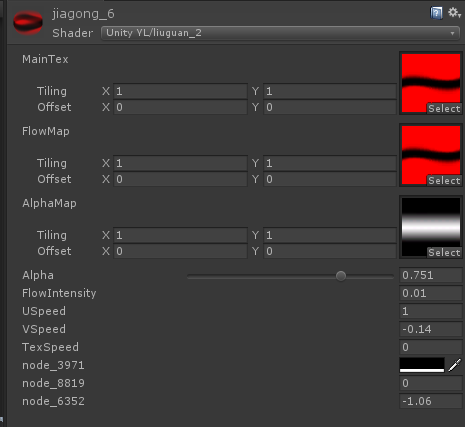 jiagong_6
Shader Unity YL/liuguan_2
MainTex
Tiling X 1 Y 1
Offset X 0 Y 0
Select
FlowMap
Tiling X 1 Y 1
Offset X 0 Y 0
Select
AlphaMap
Tiling X 1 Y 1
Offset X 0 Y 0
Select
Alpha 0.751
FlowIntensity 0.01
USpeed 1
VSpeed -0.14
TexSpeed 0
node_3971
node_8819 0
node_6352 -1.06